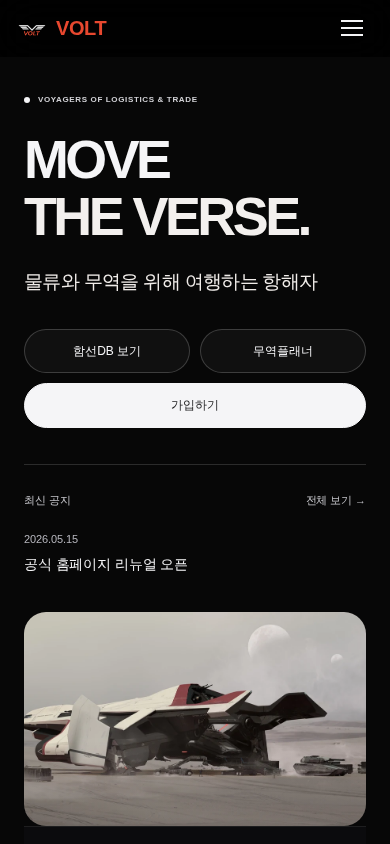 VOLT
VOLT
VOYAGERS OF LOGISTICS & TRADE
MOVE
THE VERSE.
물류와 무역을 위해 여행하는 항해자
함선DB 보기
무역플래너
가입하기
최신 공지
전체 보기 →
2026.05.15
공식 홈페이지 리뉴얼 오픈